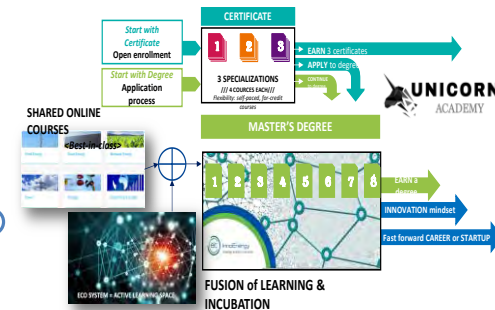 CERTIFICATE
Start with
Certificate
Open enrollment
Start with Degree
Application
process
1 2 3
3 SPECIALIZATIONS
/// 4 COURCES EACH///
Flexibility: self-paced, for-credit
courses
EARN 3 certificates
APPLY to degree
CONTINUE
UNICORN
ACADEMY
SHARED ONLINE
COURSES
<Best-in-class>
MASTER'S DEGREE
1 2 3 4 5 6 7 8
EARN a
degree
INNOVATION mindset
Fast forward CAREER or STARTUP
InnoEnergy
ECO SYSTEM = ACTIVE LEARNING SPACE
FUSION of LEARNING &
INCUBATION